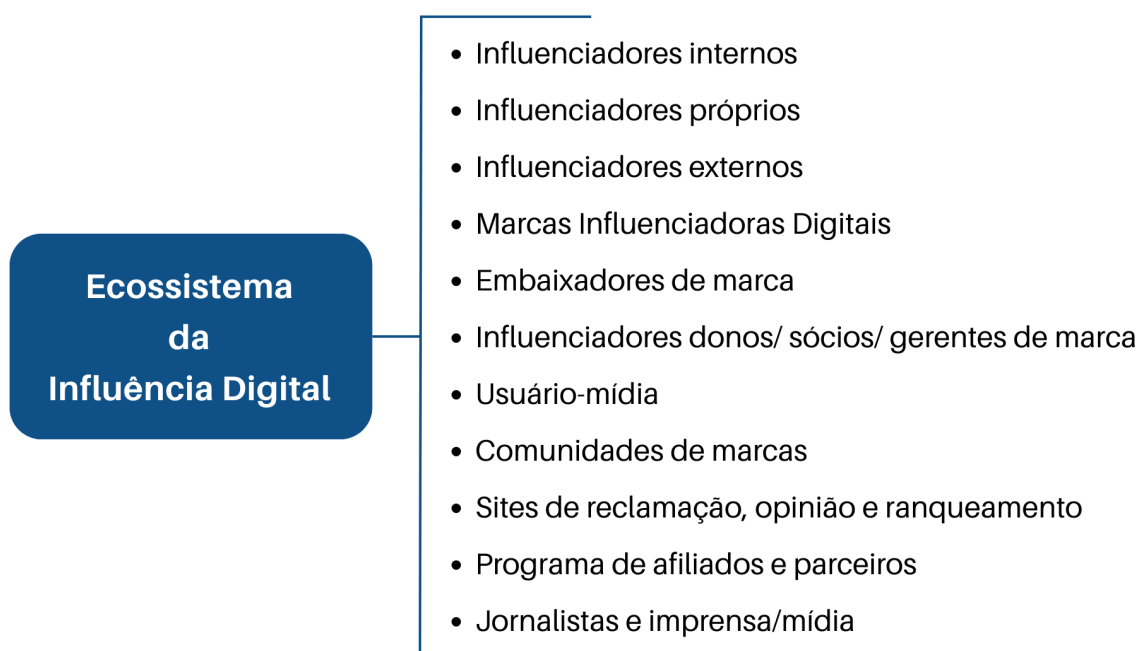 Ecossistema
da
Influência Digital
• Influenciadores internos
• Influenciadores próprios
• Influenciadores externos
• Marcas Influenciadoras Digitais
• Embaixadores de marca
• Influenciadores donos/ sócios/ gerentes de marca
• Usuário-mídia
• Comunidades de marcas
• Sites de reclamação, opinião e ranqueamento
• Programa de afiliados e parceiros
• Jornalistas e imprensa/mídia